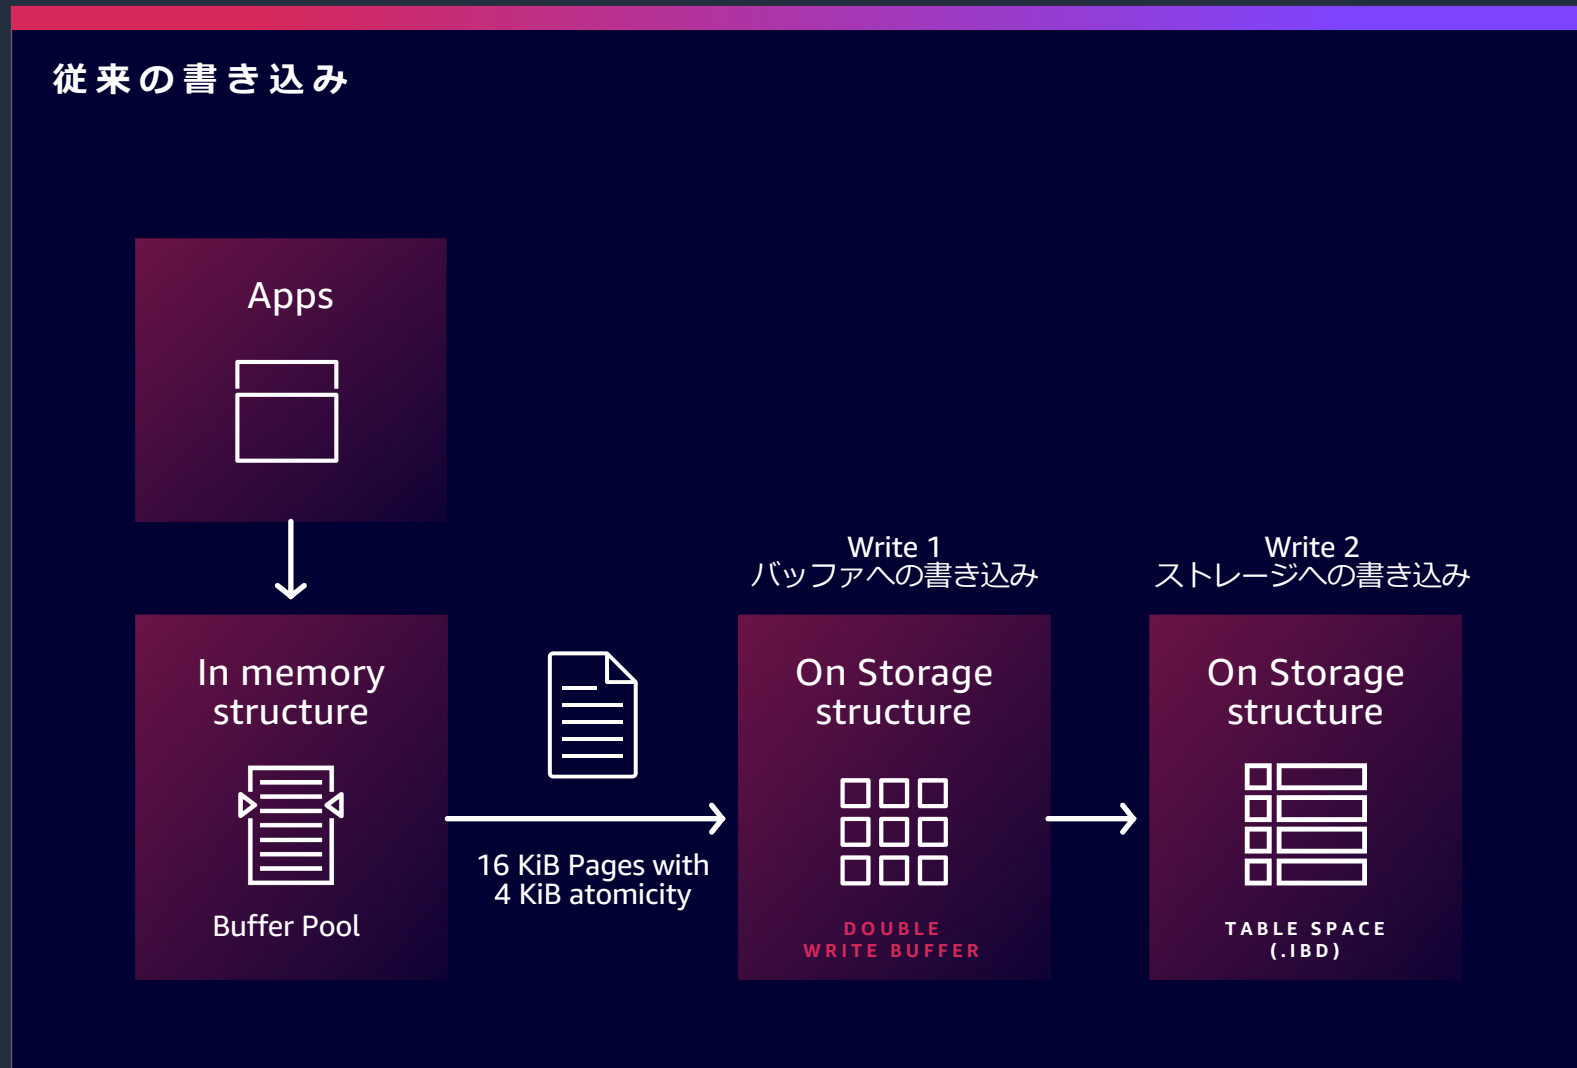 従来の書き込み
Apps
In memory
structure
Buffer Pool
16 KiB Pages with
4 KiB atomicity
Write 1
バッファへの書き込み
On Storage
structure
DOUBLE
WRITE BUFFER
Write 2
ストレージへの書き込み
On Storage
structure
TABLE SPACE
(.IBD)